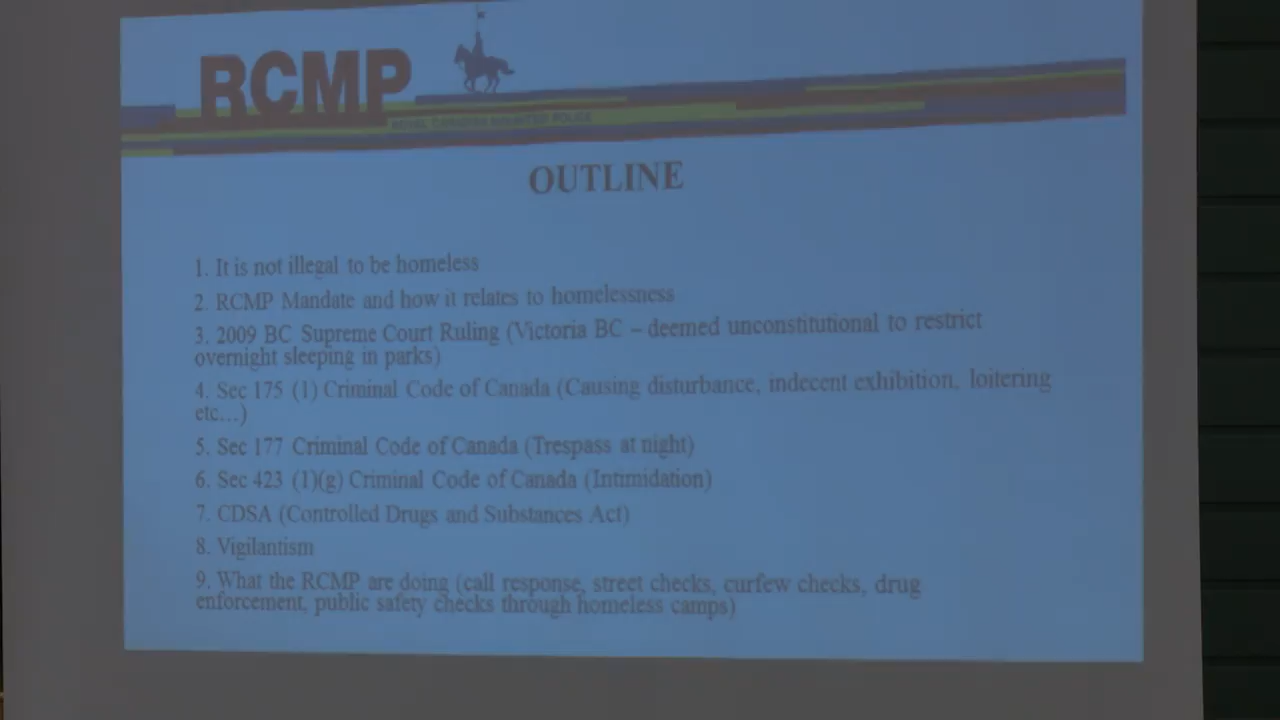 RCMP
ROYAL CANADIAN MOUNTED POLICE
OUTLINE
1. It is not illegal to be homeless
2. RCMP Mandate and how it relates to homelessness
3. 2009 BC Supreme Court Ruling (Victoria BC – deemed unconstitutional to restrict
overnight sleeping in parks)
4. Sec 175 (1) Criminal Code of Canada (Causing disturbance, indecent exhibition, loitering
etc...)
5. Sec 177 Criminal Code of Canada (Trespass at night)
6. Sec 423 (1)(g) Criminal Code of Canada (Intimidation)
7. CDSA (Controlled Drugs and Substances Act)
8. Vigilantism
9. What the RCMP are doing (call response, street checks, curfew checks, drug
enforcement, public safety checks through homeless camps)